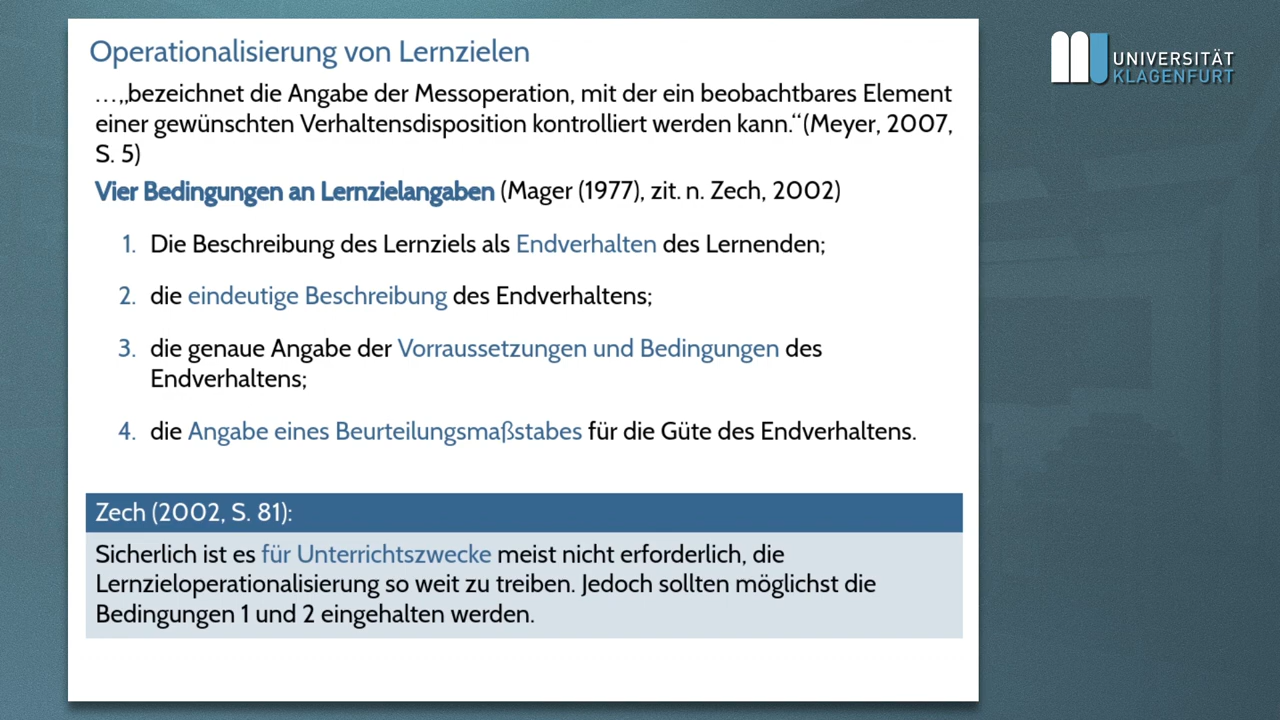 Operationalisierung von Lernzielen
…„bezeichnet die Angabe der Messoperation, mit der ein beobachtbares Element
einer gewünschten Verhaltensdisposition kontrolliert werden kann.“(Meyer, 2007,
S. 5)
Vier Bedingungen an Lernzielangaben (Mager (1977), zit. n. Zech, 2002)
1. Die Beschreibung des Lernziels als Endverhalten des Lernenden;
2. die eindeutige Beschreibung des Endverhaltens;
3. die genaue Angabe der Vorraussetzungen und Bedingungen des
Endverhaltens;
4. die Angabe eines Beurteilungsmaßstabes für die Güte des Endverhaltens.
Zech (2002, S. 81):
Sicherlich ist es für Unterrichtszwecke meist nicht erforderlich, die
Lernzieloperationalisierung so weit zu treiben. Jedoch sollten möglichst die
Bedingungen 1 und 2 eingehalten werden.
UNIVERSITÄT
KLAGENFURT